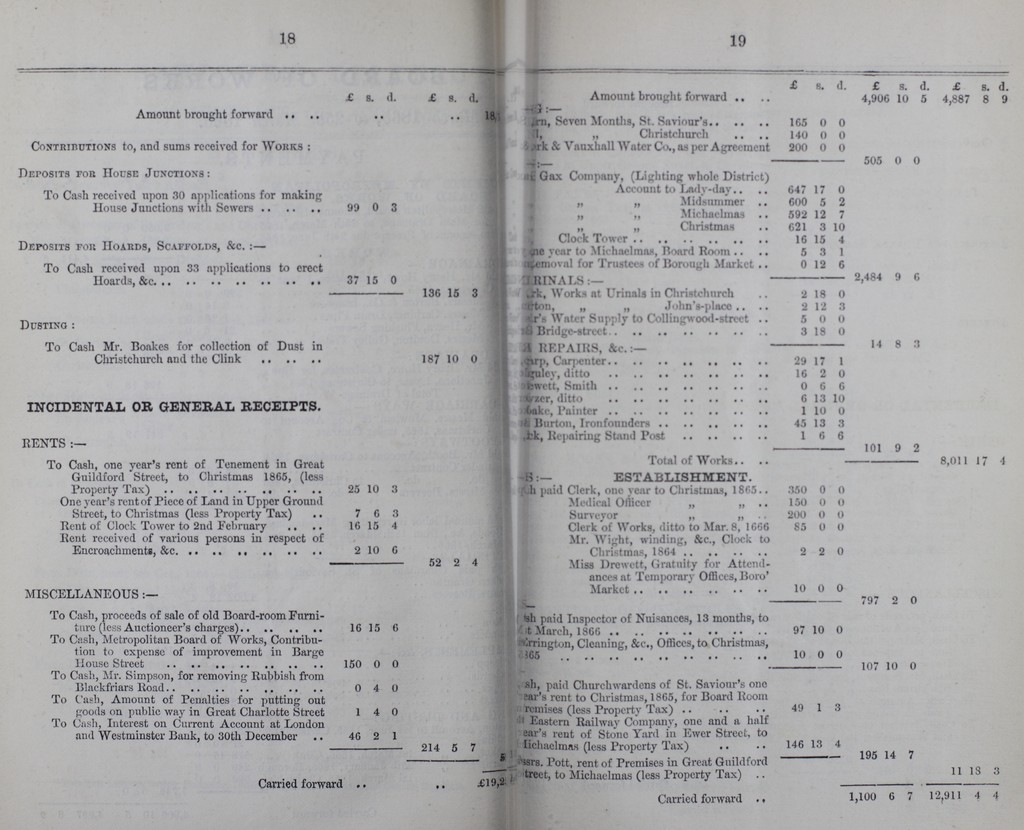 18
£ s. d. £ s. d.
Amount brought forward .. .. .. .. 18,
CONTRIBUTIONS to, and sums received for WORKS :
DEPOSITS FOR HOUSE JUNCTIONS :
To Cash received upon 30 applications for making
House Junctions with Sewers .. .. .. 99 0 3
DEPOSITS FOR HOARDS, SCAFFOLDS, &c. :—
To Cash received upon 33 applications to erect
Hoards, &c. .. .. .. .. .. .. .. 37 15 0
136 15 3
DUSTING :
To Cash Mr. Boakes for collection of Dust in
Christchurch and the Clink .. .. .. 187 10 0
INCIDENTAL OR GENERAL RECEIPTS.
RENTS :—
To Cash, one year's rent of Tenement in Great
Guildford Street, to Christmas 1865, (less
Property Tax) .. .. .. .. .. .. .. 25 10 3
One year's rent of Piece of Land in Upper Ground
Street, to Christmas (less Property Tax) .. 7 6 3
Rent of Clock Tower to 2nd February .. .. 16 15 4
Rent received of various persons in respect of
Encroachments, &c. .. .. .. .. .. .. 2 10 6
52 2 4
MISCELLANEOUS :—
To Cash, proceeds of sale of old Board-room Furni-
ture (less Auctioneer's charges).. .. .. .. 16 15 6
To Cash, Metropolitan Board of Works, Contribu-
tion to expense of improvement in Barge
House Street .. .. .. .. .. .. .. 150 0 0
To Cash, Mr. Simpson, for removing Rubbish from
Blackfriars Road.. .. .. .. .. .. .. 0 4 0
To Cash, Amount of Penalties for putting out
goods on public way in Great Charlotte Street 1 4 0
To Cash, Interest on Current Account at London
and Westminster Bank, to 30th December .. 46 2 1
214 5 7
Carried forward .. .. £19,2
19
£ s. d. £ s. d. £ s. d.
Amount brought forward .. .. 4,906 10 5 4,887 8 9
:—
Seven Months, St. Saviour's.. .. .. 165 0 0
,, Christchurch .. .. 140 0 0
& Vauxhall Water Co., as per Agreement 200 0 0
505 0 0
:—
Gax Company, (Lighting whole District)
Account to Lady-day.. .. 647 17 0
,, ,, Midsummer .. 600 5 2
,, ,, Michaelmas .. 592 12 7
,, ,, Christmas .. 621 3 10
Clock Tower .. .. .. .. .. .. .. 16 15 4
one year to Michaelmas, Board Room .. .. 5 3 1
removal for Trustees of Borough Market .. 0 12 6
2,484 9 6
URINALS :—
Works at Urinals in Christchurch .. 2 18 0
,, ,, John's-place .. .. 2 12 3
Water Supply to Collingwood-street .. 5 0 0
Bridge-street.. .. .. .. .. .. .. 3 18 0
14 8 3
REPAIRS, &c. :—
Carpenter.. .. .. .. .. .. .. 29 17 1
ditto .. .. .. .. .. .. .. 16 2 0
Smith .. .. .. .. .. .. .. 0 6 6
ditto .. .. .. .. .. .. .. 6 13 10
Painter .. .. .. .. .. .. .. 1 10 0
Burton, Ironfounders .. .. .. .. .. 45 13 3
Repairing Stand Post .. .. .. .. 1 6 6
101 9 2
Total of Works.. .. 8,011 17 4
:— ESTABLISHMENT.
paid Clerk, one year to Christmas, 1865.. 350 0 0
Medical Officer ,, ,, .. 150 0 0
Surveyor ,, ,, .. 200 0 0
Clerk of Works, ditto to Mar. 8, 1666 85 0 0
Mr. Wight, winding, &c., Clock to
Christmas, 1864 .. .. .. .. .. 2 2 0
Miss Drewett, Gratuity for Attend-
ances at Temporary Offices, Boro'
Market .. .. .. .. .. .. .. 10 0 0
797 2 0
paid Inspector of Nuisances, 13 months, to
March, 1866 .. .. .. .. .. .. .. 97 10 0
Cleaning, &c., Offices, to Christmas,
.. .. .. .. .. .. .. .. 10 0 0
107 10 0
paid Churchwardens of St. Saviour's one
year's rent to Christmas, 1865, for Board Room
Premises (less Property Tax) .. .. .. 49 1 3
Eastern Railway Company, one and a half
year's rent of Stone Yard in Ewer Street, to
Michaelmas (less Property Tax) .. .. 146 13 4
195 14 7
Pott, rent of Premises in Great Guildford
Street, to Michaelmas (less Property Tax) .. 11 18 3
Carried forward .. 1,100 6 7 12,911 4 4